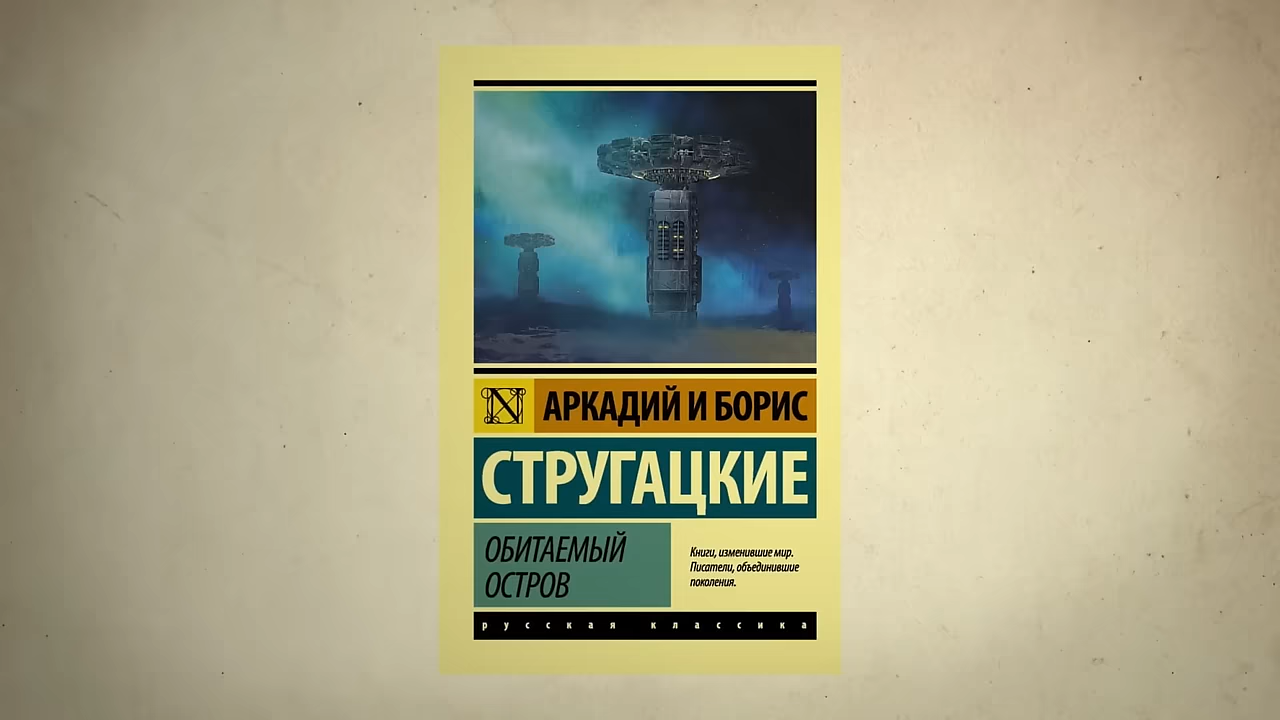 АРКАДИЙ И БОРИС
СТРУГАЦКИЕ
ОБИТАЕМЫЙ
ОСТРОВ
Книги, изменившие мир.
Писатели, объединившие
поколения.
русская классика